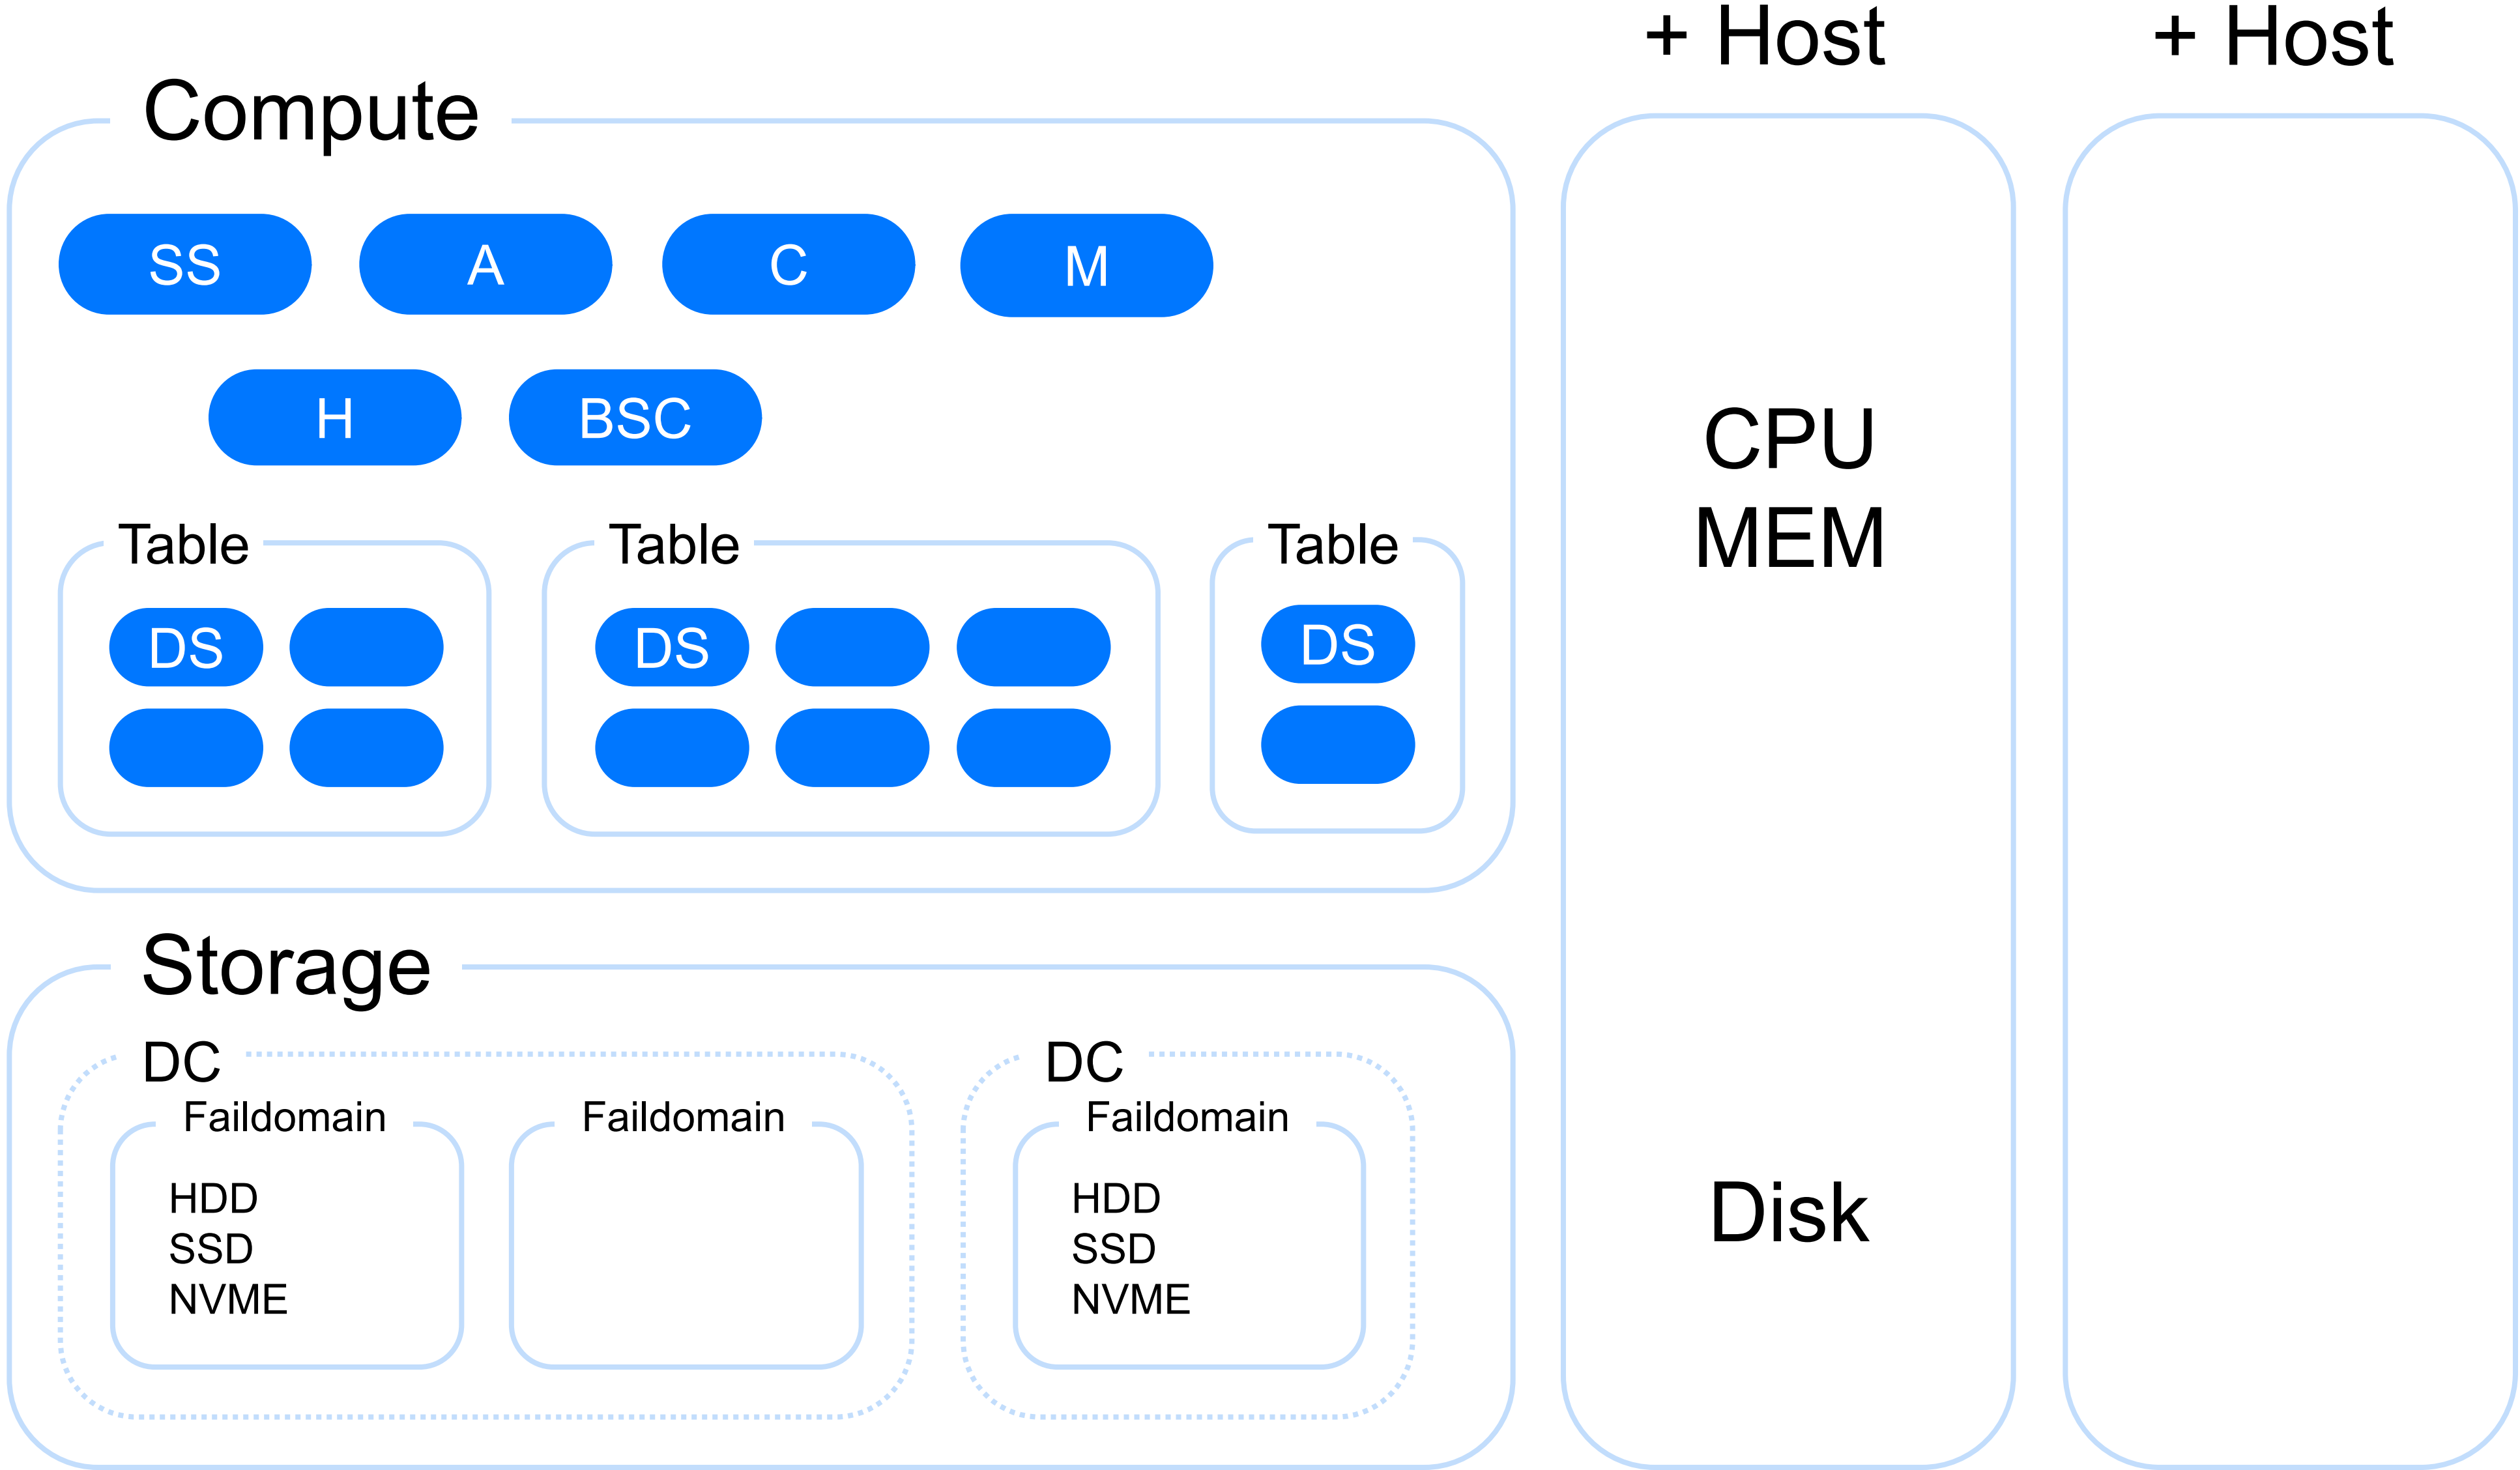 + Host
+ Host
Compute
SS
A
C
M
H
BSC
Table
Table
Table
DS
DS
DS
CPU
MEM
Storage
DC
DC
Faildomain
Faildomain
Faildomain
HDD
SSD
NVME
HDD
SSD
NVME
Disk